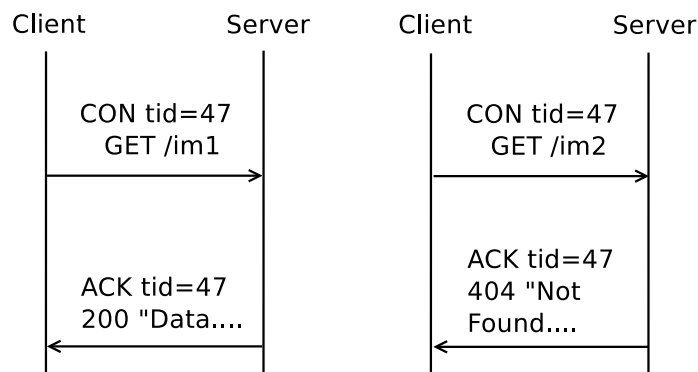 Client
Server
CON tid=47
GET /im1
ACK tid=47
200 "Data....
Client
Server
CON tid=47
GET /im2
ACK tid=47
404 "Not
Found....